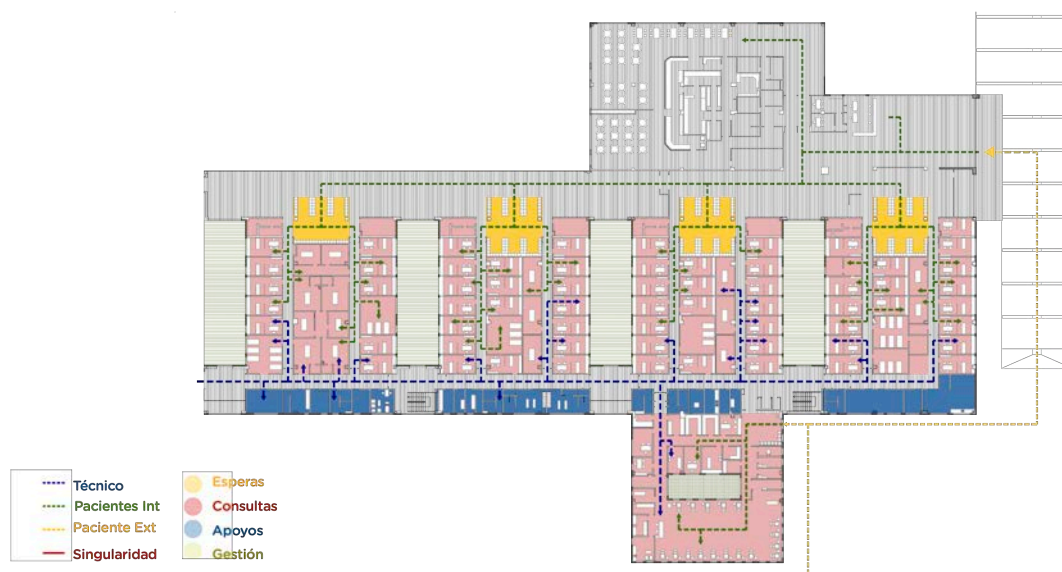 Técnico
Pacientes Int
Paciente Ext
Singularidad
Esperas
Consultas
Apoyos
Gestión